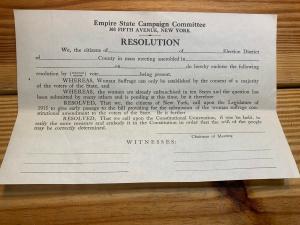 Empire State Campaign Committee
303 FIFTH AVENUE, NEW YORK.
RESOLUTION
We, the citizens of of Election District
of County in mass meeting assembled in
on do hereby endorse the following
resolution by vote being present.
WHEREAS, Woman Suffrage can only be established by the consent of a majority
of the voters of the State, and
WHEREAS, the women are already enfranchised in ten States and the question has
been submitted by many others and is pending at this time, be it therefore
RESOLVED, That we, the citizens of New York, call upon the Legislature of
1915 to give early passage to the bill providing for the submission of the woman suffrage con-
stitutional amendment to the voters of the State. Be it further
RESOLVED, That we call upon the Constitutional Convention, if one be held, to
ratify the same measure and embody it in the Constitution in order that the will of the people
may be correctly determined.
Chairman of Meeting.
WITNESSES: